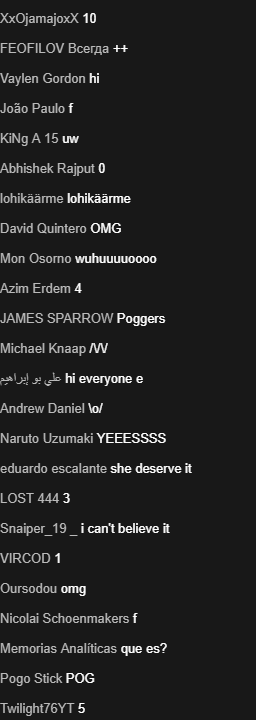 XxOjamajoxX 10
FEOFILOV Всегда ++
Vaylen Gordon hi
João Paulo f
KiNg A 15 uw
Abhishek Rajput 0
lohikäärme lohikäärme
David Quintero OMG
Mon Osorno wuhuuuuoooo
Azim Erdem 4
JAMES SPARROW Poggers
Michael Knaap /\/\/
علي بو إبراهيم hi everyone e
Andrew Daniel \o/
Naruto Uzumaki YEEESSSS
eduardo escalante she deserve it
LOST 444 3
Snaiper_19 _ i can't believe it
VIRCOD 1
Oursodou omg
Nicolai Schoenmakers f
Memorias Analíticas que es?
Pogo Stick POG
Twilight76YT 5